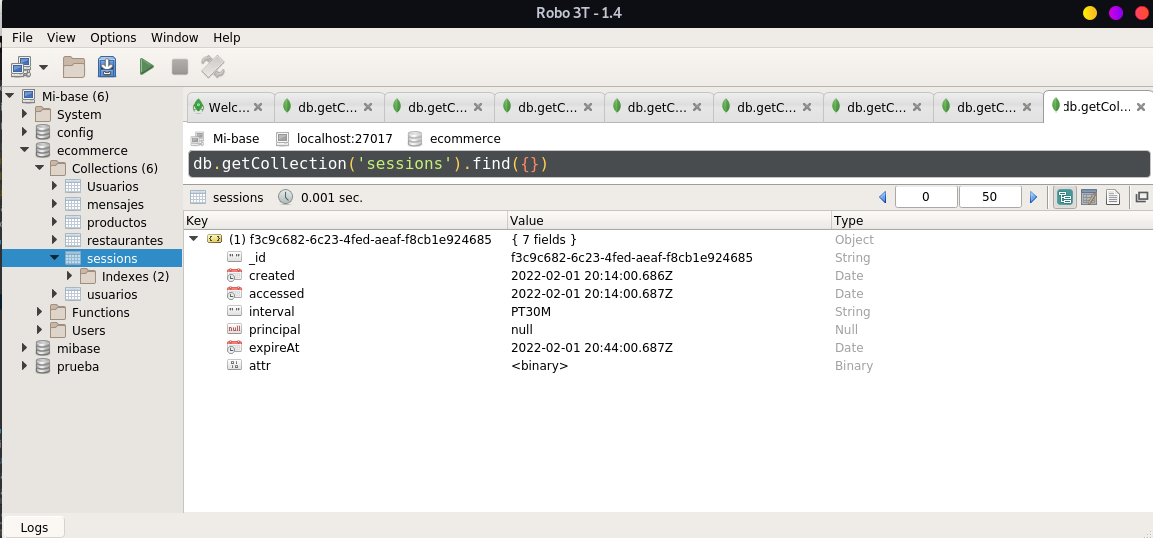 Robo 3T - 1.4
File View Options Window Help
Mi-base (6)
System
config
ecommerce
Collections (6)
Usuarios
mensajes
productos
restaurantes
sessions
Indexes (2)
usuarios
Functions
Users
mibase
prueba
Welc... db.getC... db.getC... db.getC... db.getC... db.getC... db.getC... db.getC... db.getCol...
Mi-base localhost:27017 ecommerce
db.getCollection('sessions').find({})
sessions 0.001 sec. 0 50
Key Value Type
(1) f3c9c682-6c23-4fed-aeaf-f8cb1e924685 { 7 fields } Object
_id f3c9c682-6c23-4fed-aeaf-f8cb1e924685 String
created 2022-02-01 20:14:00.686Z Date
accessed 2022-02-01 20:14:00.687Z Date
interval PT30M String
null principal null Null
expireAt 2022-02-01 20:44:00.687Z Date
attr <binary> Binary
Logs